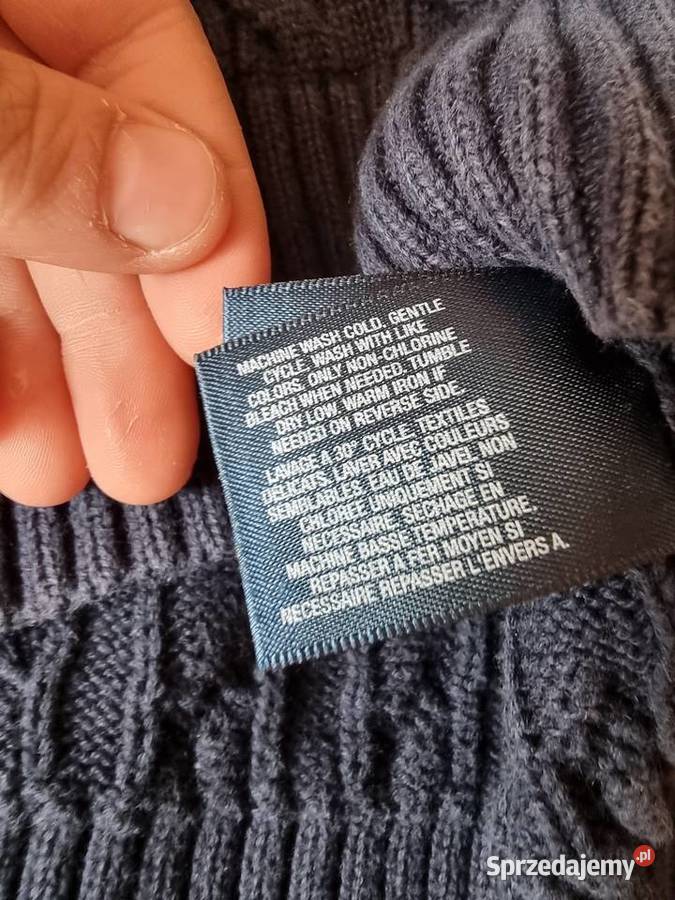 MACHINE WASH COLD, GENTLE
CYCLE, WASH WITH LIKE
COLORS, ONLY NON-CHLORINE
BLEACH WHEN NEEDED, TUMBLE
DRY LOW, WARM IRON IF
NEEDED ON REVERSE SIDE.
LAVAGE A 30° CYCLE, TEXTILES
DELICATS. LAVER AVEC COULEURS
SEMBLABLES. EAU DE JAVEL NON
CHLOREE UNIQUEMENT SI
NECESSAIRE. SECHAGE EN
MACHINE BASSE TEMPERATURE.
REPASSER A FER MOYEN SI
NECESSAIRE REPASSER L'ENVERS A.
Sprzedajemy.pl